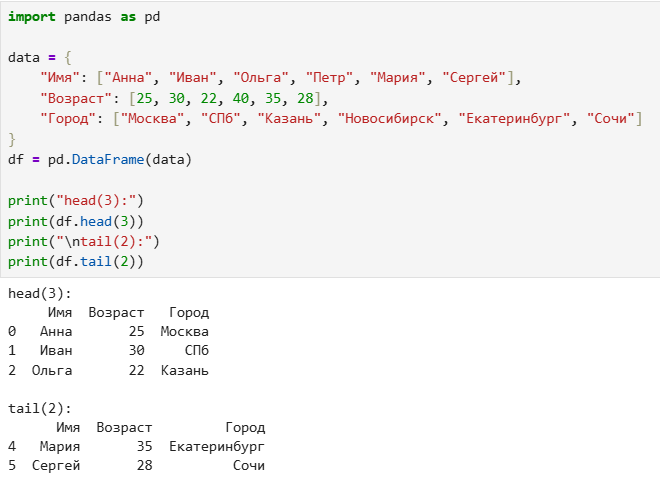 import pandas as pd

data = {
    "Имя": ["Анна", "Иван", "Ольга", "Петр", "Мария", "Сергей"],
    "Возраст": [25, 30, 22, 40, 35, 28],
    "Город": ["Москва", "СПб", "Казань", "Новосибирск", "Екатеринбург", "Сочи"]
}
df = pd.DataFrame(data)

print("head(3):")
print(df.head(3))
print("\ntail(2):")
print(df.tail(2))

head(3):
     Имя  Возраст   Город
0   Анна       25  Москва
1   Иван       30     СПб
2  Ольга       22  Казань

tail(2):
      Имя  Возраст         Город
4   Мария       35  Екатеринбург
5  Сергей       28          Сочи